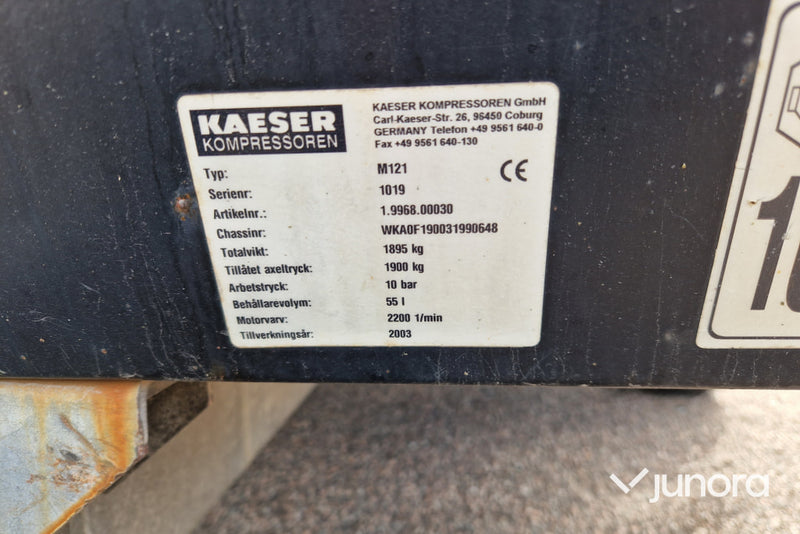 KAESER
KOMPRESSOREN
KAESER KOMPRESSOREN GmbH
Carl-Kaeser-Str. 26, 96450 Coburg
GERMANY Telefon +49 9561 640-0
Fax +49 9561 640-130
CE
Typ: M121
Serienr: 1019
Artikelnr.: 1.9968.00030
Chassinr: WKA0F190031990648
Totalvikt: 1895 kg
Tillåtet axeltryck: 1900 kg
Arbetstryck: 10 bar
Behållarevolym: 55 l
Motorvarv: 2200 1/min
Tillverkningsår: 2003
junora